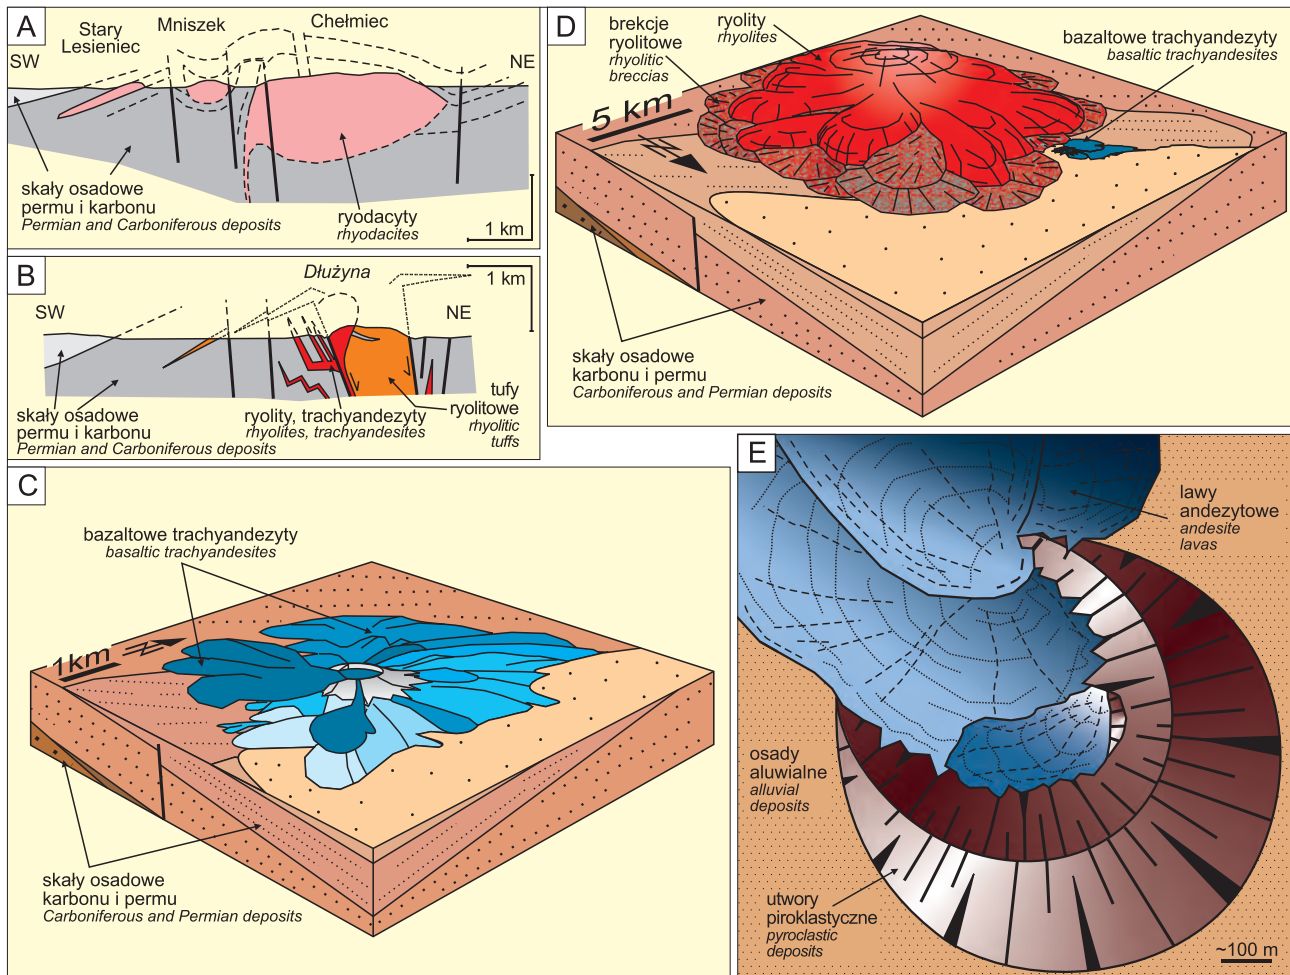 A
Stary
Lesieniec
Mniszek
Chełmiec
SW
NE
skały osadowe
permu i karbonu
Permian and Carboniferous deposits
ryodacyty
rhyodacites
1 km
B
Dłużyna
1 km
SW
NE
skały osadowe
permu i karbonu
Permian and Carboniferous deposits
ryolity, trachyandezyty
rhyolites, trachyandesites
tufy
ryolitowe
rhyolitic
tuffs
C
bazaltowe trachyandezyty
basaltic trachyandesites
1km
N
skały osadowe
karbonu i permu
Carboniferous and Permian deposits
D
brekcje
ryolitowe
rhyolitic
breccias
ryolity
rhyolites
bazaltowe trachyandezyty
basaltic trachyandesites
5 km
N
skały osadowe
karbonu i permu
Carboniferous and Permian deposits
E
lawy
andezytowe
andesite
lavas
osady
aluwialne
alluvial
deposits
utwory
piroklastyczne
pyroclastic
deposits
~100 m